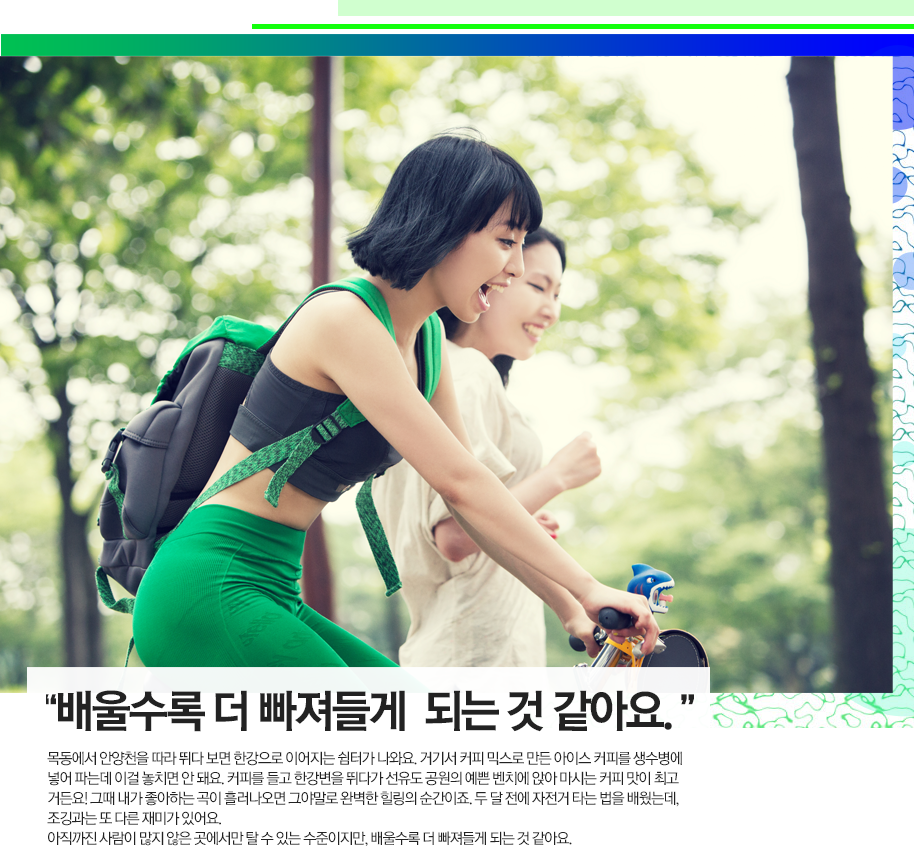 “배울수록 더 빠져들게 되는 것 같아요.”
목동에서 안양천을 따라 뛰다 보면 한강으로 이어지는 쉼터가 나와요. 거기서 커피 믹스로 만든 아이스 커피를 생수병에
넣어 파는데 이걸 놓치면 안 돼요. 커피를 들고 한강변을 뛰다가 선유도 공원의 예쁜 벤치에 앉아 마시는 커피 맛이 최고
거든요! 그때 내가 좋아하는 곡이 흘러나오면 그야말로 완벽한 힐링의 순간이죠. 두 달 전에 자전거 타는 법을 배웠는데,
조깅과는 또 다른 재미가 있어요.
아직까진 사람이 많지 않은 곳에서만 탈 수 있는 수준이지만, 배울수록 더 빠져들게 되는 것 같아요.